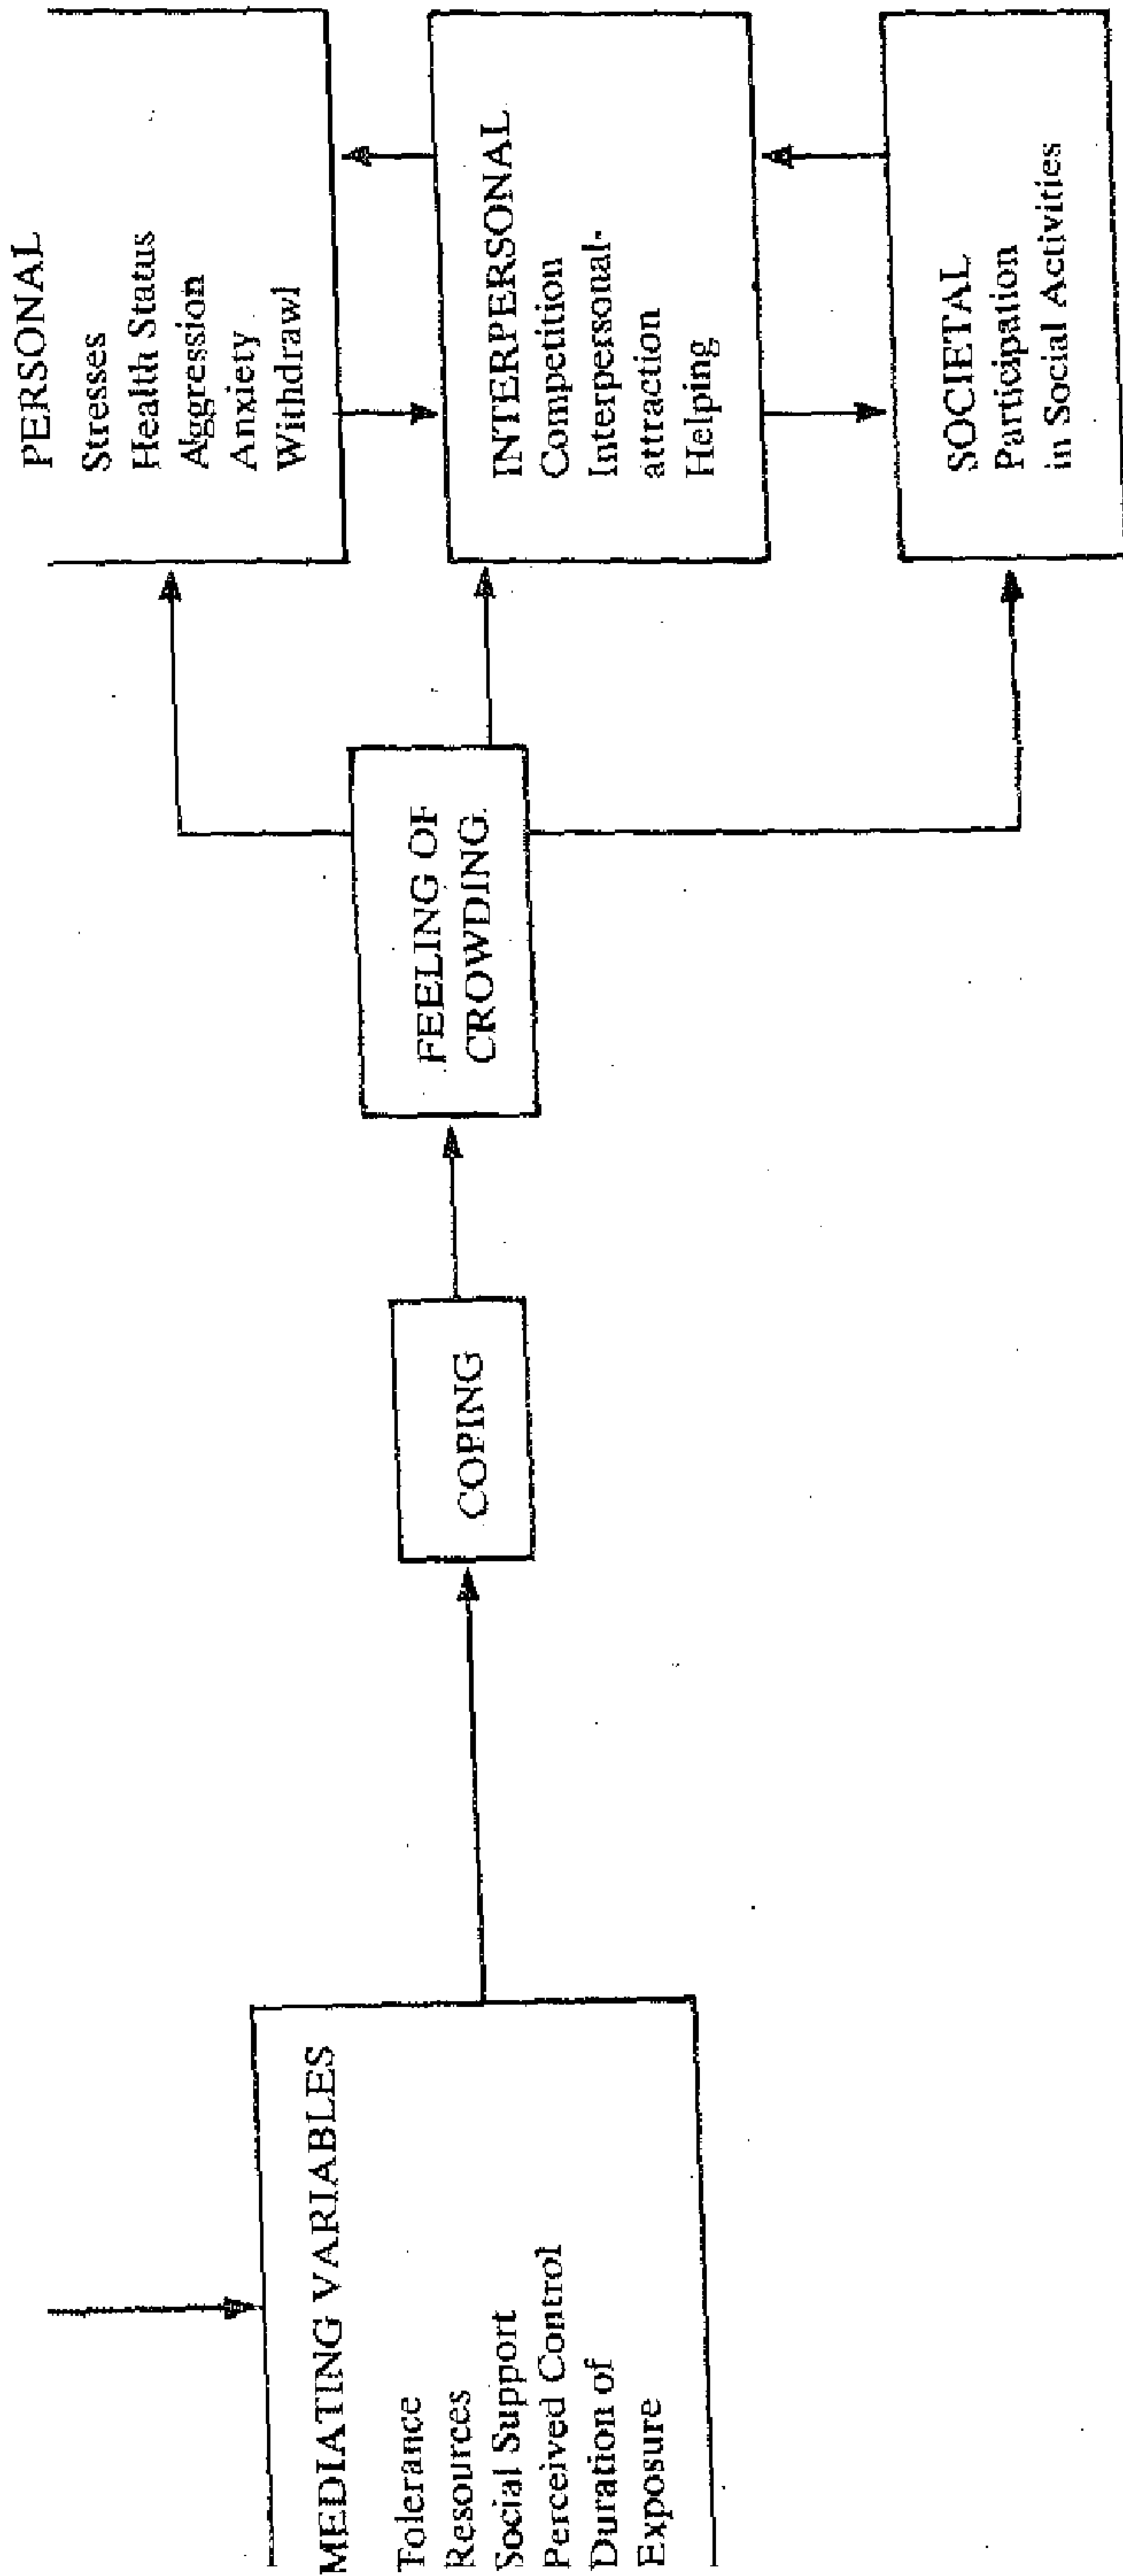 MEDIATING VARIABLES
Tolerance
Resources
Social Support
Perceived Control
Duration of
Exposure
COPING
FEELING OF
CROWDING.
PERSONAL
Stresses
Health Status
Aggression
Anxiety
Withdrawl
INTERPERSONAL
Competition
Interpersonal-
attraction
Helping
SOCIETAL
Participation
in Social Activities